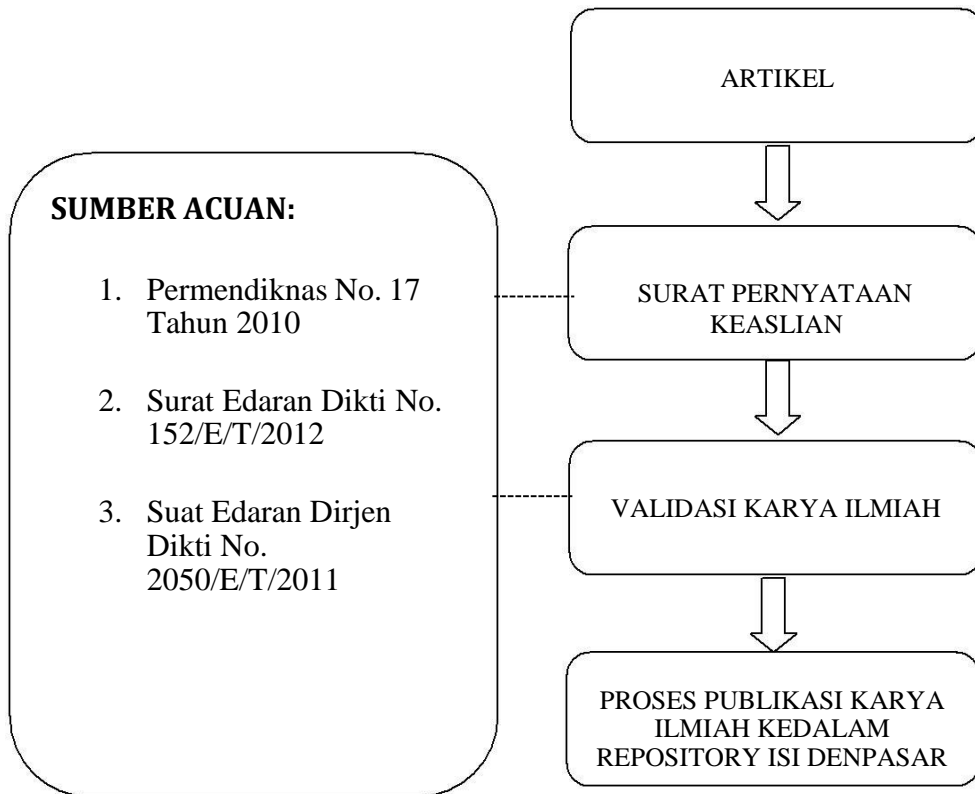 ARTIKEL
SUMBER ACUAN:
1. Permendiknas No. 17
Tahun 2010
2. Surat Edaran Dikti No.
152/E/T/2012
3. Suat Edaran Dirjen
Dikti No.
2050/E/T/2011
SURAT PERNYATAAN
KEASLIAN
VALIDASI KARYA ILMIAH
PROSES PUBLIKASI KARYA
ILMIAH KEDALAM
REPOSITORY ISI DENPASAR